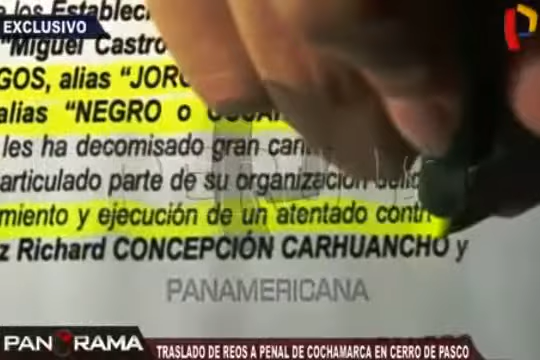 EXCLUSIVO
los Establec
"Miguel Castro
GOS, alias "JOR
alias "NEGRO o
les ha decomisado gran can
articulado parte de su organización
miento y ejecución de un atentado contr
z Richard CONCEPCIÓN CARHUANCHO y
PANAMERICANA
PANORAMA
TRASLADO DE REOS A PENAL DE COCHAMARCA EN CERRO DE PASCO